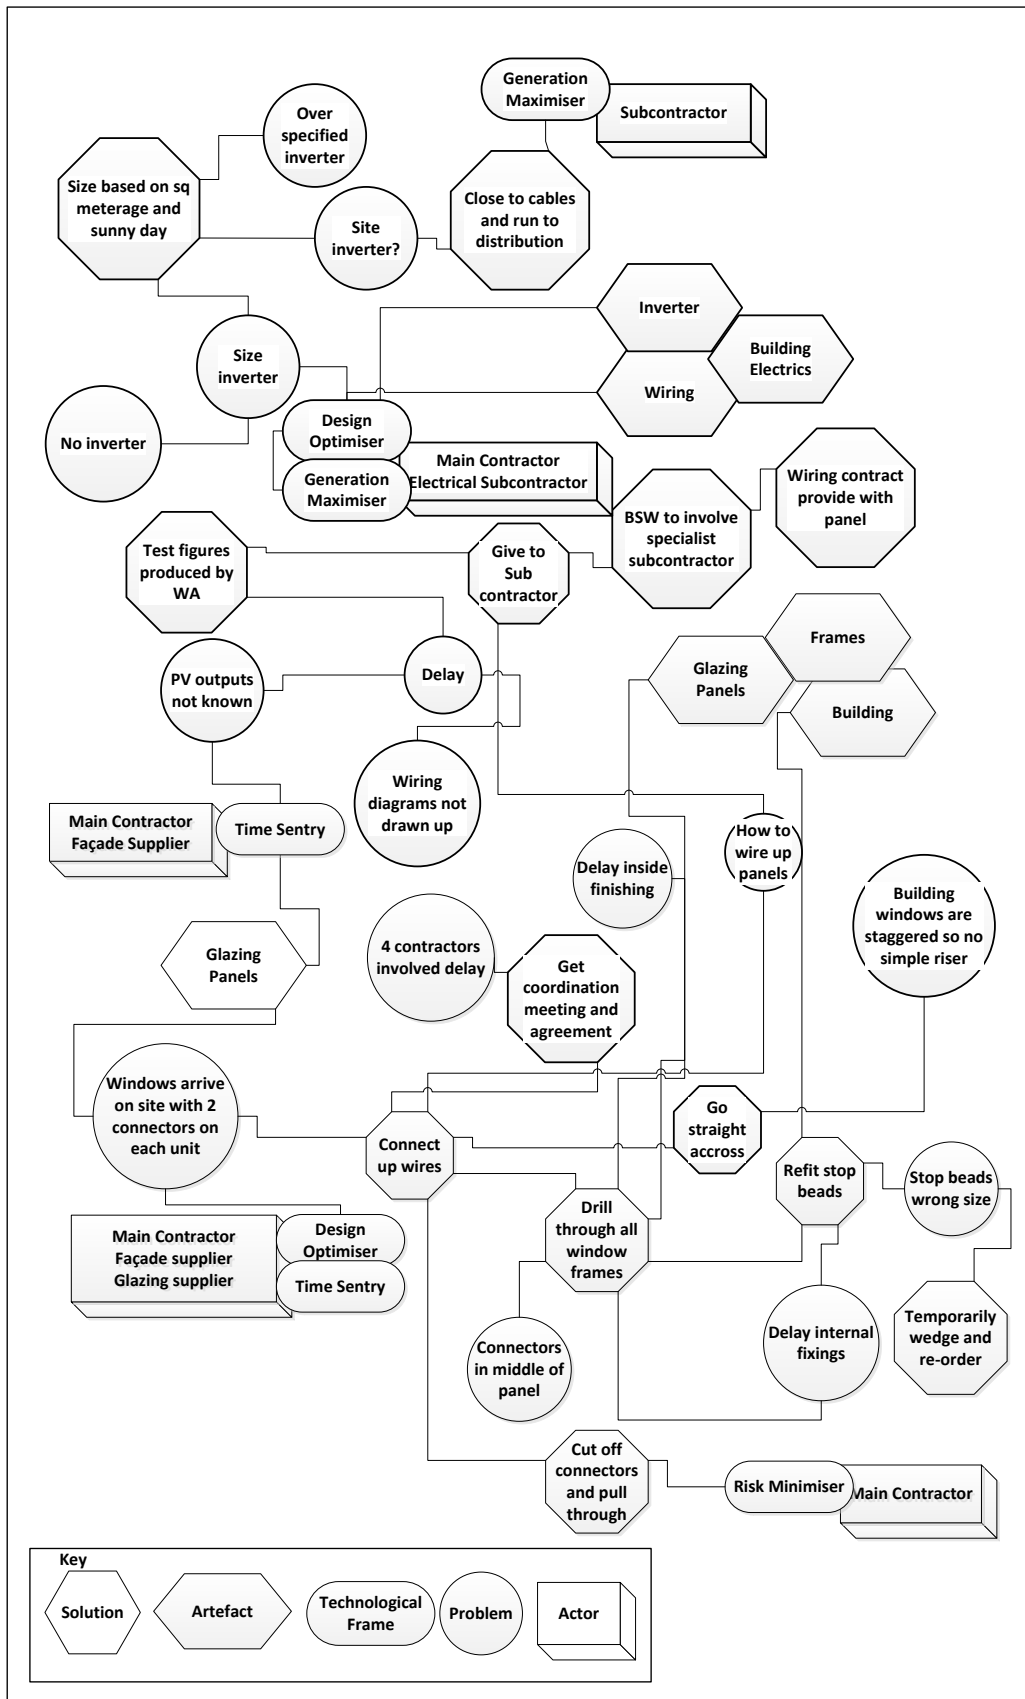 Generation
Maximiser
Subcontractor
Over
specified
inverter
Size based on sq
meterage and
sunny day
Site
inverter?
Close to cables
and run to
distribution
Inverter
Building
Electrics
Wiring
Size
inverter
No inverter
Design
Optimiser
Generation
Maximiser
Main Contractor
Electrical Subcontractor
Wiring contract
provide with
panel
BSW to involve
specialist
subcontractor
Give to
Sub
contractor
Test figures
produced by
WA
Frames
Glazing
Panels
Building
Delay
PV outputs
not known
Wiring
diagrams not
drawn up
Main Contractor
Façade Supplier
Time Sentry
How to
wire up
panels
Delay inside
finishing
Building
windows are
staggered so no
simple riser
4 contractors
involved delay
Glazing
Panels
Get
coordination
meeting and
agreement
Windows arrive
on site with 2
connectors on
each unit
Connect
up wires
Go
straight
accross
Refit stop
beads
Stop beads
wrong size
Drill
through all
window
frames
Main Contractor
Façade supplier
Glazing supplier
Design
Optimiser
Time Sentry
Connectors
in middle of
panel
Delay internal
fixings
Temporarily
wedge and
re-order
Cut off
connectors
and pull
through
Risk Minimiser
Main Contractor
Key
Solution
Artefact
Technological
Frame
Problem
Actor